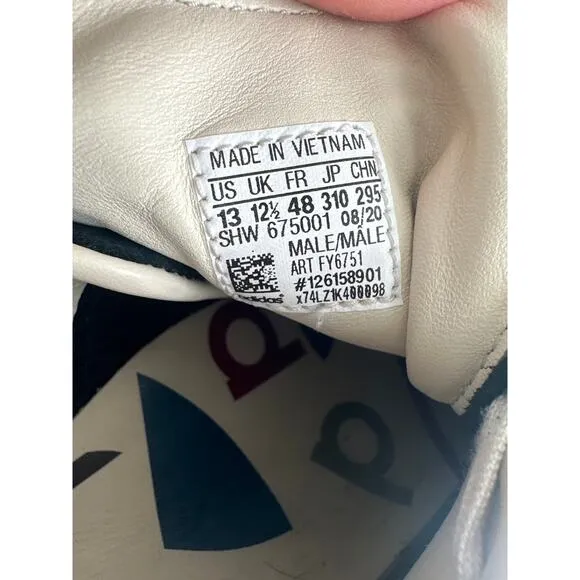 MADE IN VIETNAM
US UK FR JP CHN
13 12½ 48 310 295
SHW 675001 08/20
MALE/MÂLE
ART FY6751
#126158901
adidas x74LZ1K400098
d
d